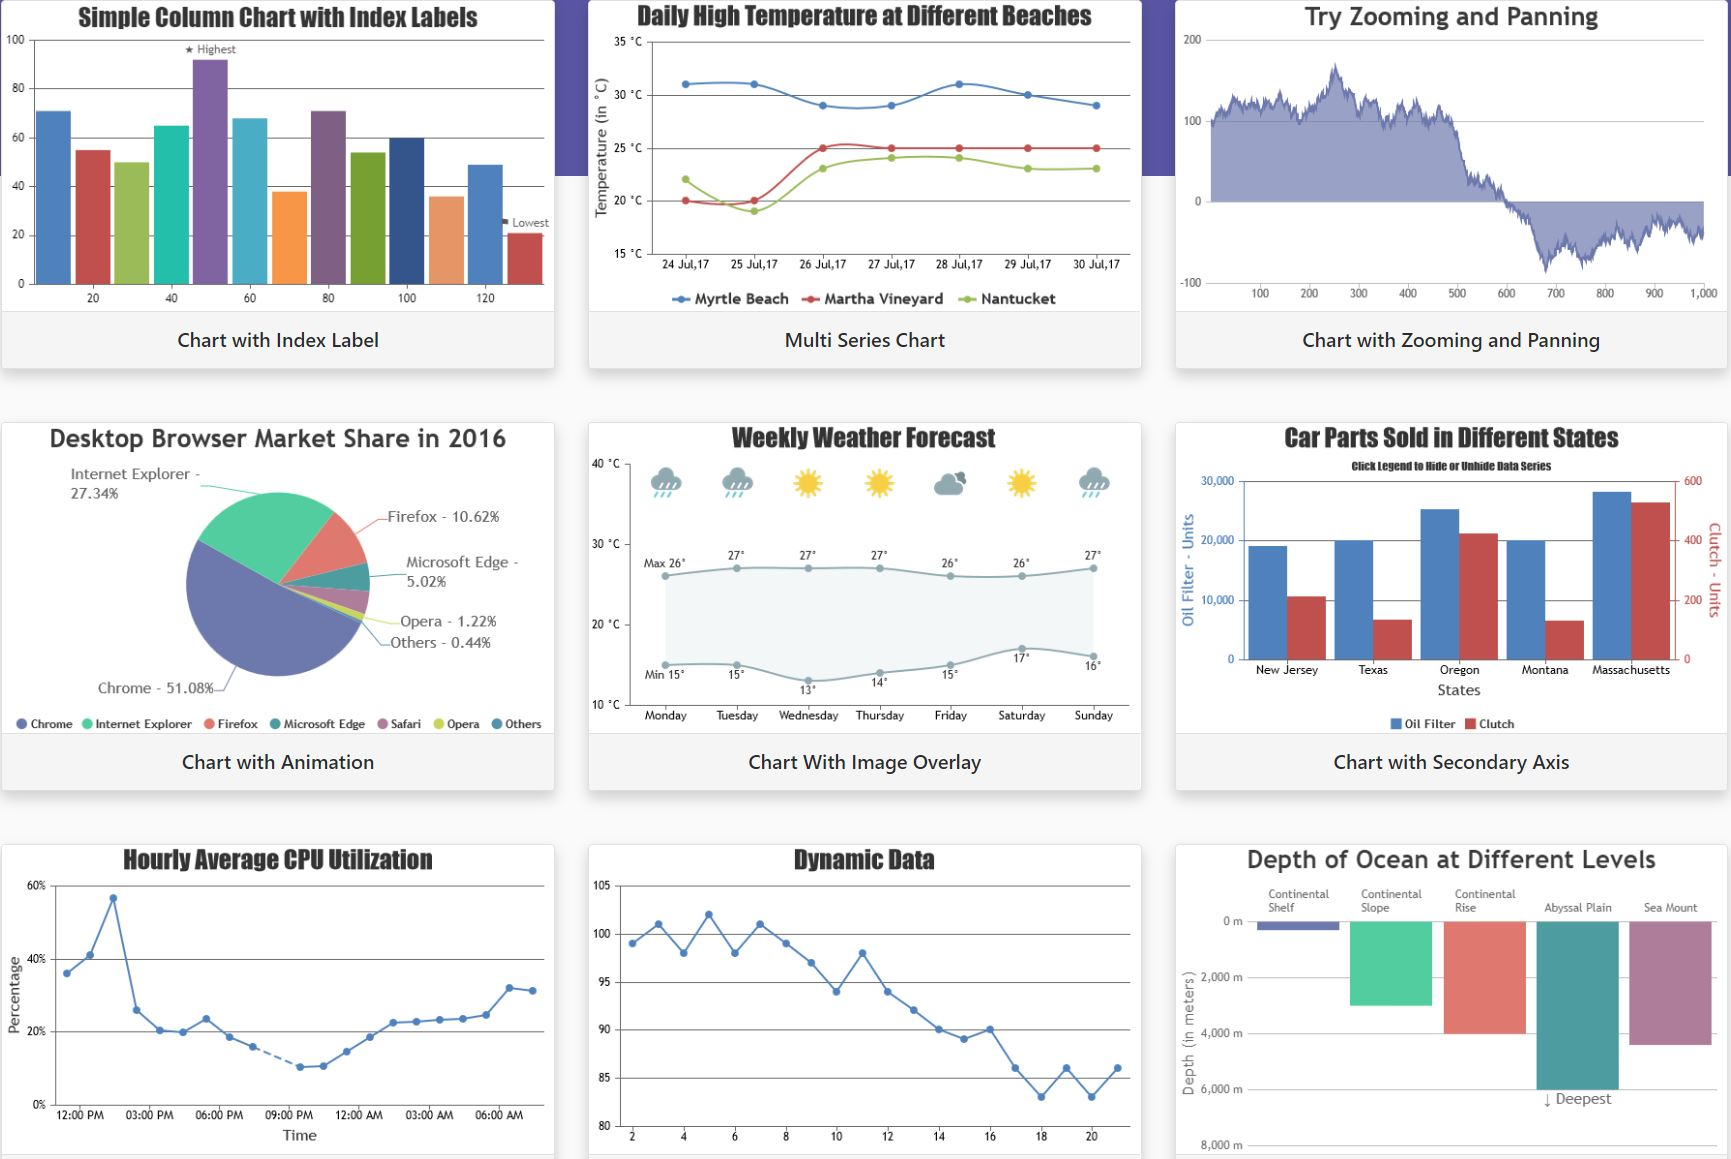 Simple Column Chart with Index Labels
100
80
60
40
20
0
★ Highest
⚑ Lowest
20 40 60 80 100 120
Chart with Index Label
Daily High Temperature at Different Beaches
Temperature (in °C)
35 °C
30 °C
25 °C
20 °C
15 °C
24 Jul,17 25 Jul,17 26 Jul,17 27 Jul,17 28 Jul,17 29 Jul,17 30 Jul,17
Myrtle Beach Martha Vineyard Nantucket
Multi Series Chart
Try Zooming and Panning
200
100
0
-100
100 200 300 400 500 600 700 800 900 1,000
Chart with Zooming and Panning
Desktop Browser Market Share in 2016
Internet Explorer -
27.34%
Firefox - 10.62%
Microsoft Edge -
5.02%
Opera - 1.22%
Others - 0.44%
Chrome - 51.08%
Chrome Internet Explorer Firefox Microsoft Edge Safari Opera Others
Chart with Animation
Weekly Weather Forecast
40 °C
30 °C
20 °C
10 °C
Max 26° 27° 27° 27° 26° 26° 27°
Min 15° 15° 13° 14° 15° 17° 16°
Monday Tuesday Wednesday Thursday Friday Saturday Sunday
Chart With Image Overlay
Car Parts Sold in Different States
Click Legend to Hide or Unhide Data Series
Oil Filter - Units
30,000
20,000
10,000
0
600
400
200
0
Clutch - Units
New Jersey Texas Oregon Montana Massachusetts
States
Oil Filter Clutch
Chart with Secondary Axis
Hourly Average CPU Utilization
Percentage
60%
40%
20%
0%
12:00 PM 03:00 PM 06:00 PM 09:00 PM 12:00 AM 03:00 AM 06:00 AM
Time
Dynamic Data
105
100
95
90
85
80
2 4 6 8 10 12 14 16 18 20
Depth of Ocean at Different Levels
Continental
Shelf
Continental
Slope
Continental
Rise
Abyssal Plain
Sea Mount
Depth (in meters)
0 m
2,000 m
4,000 m
6,000 m
8,000 m
↓ Deepest